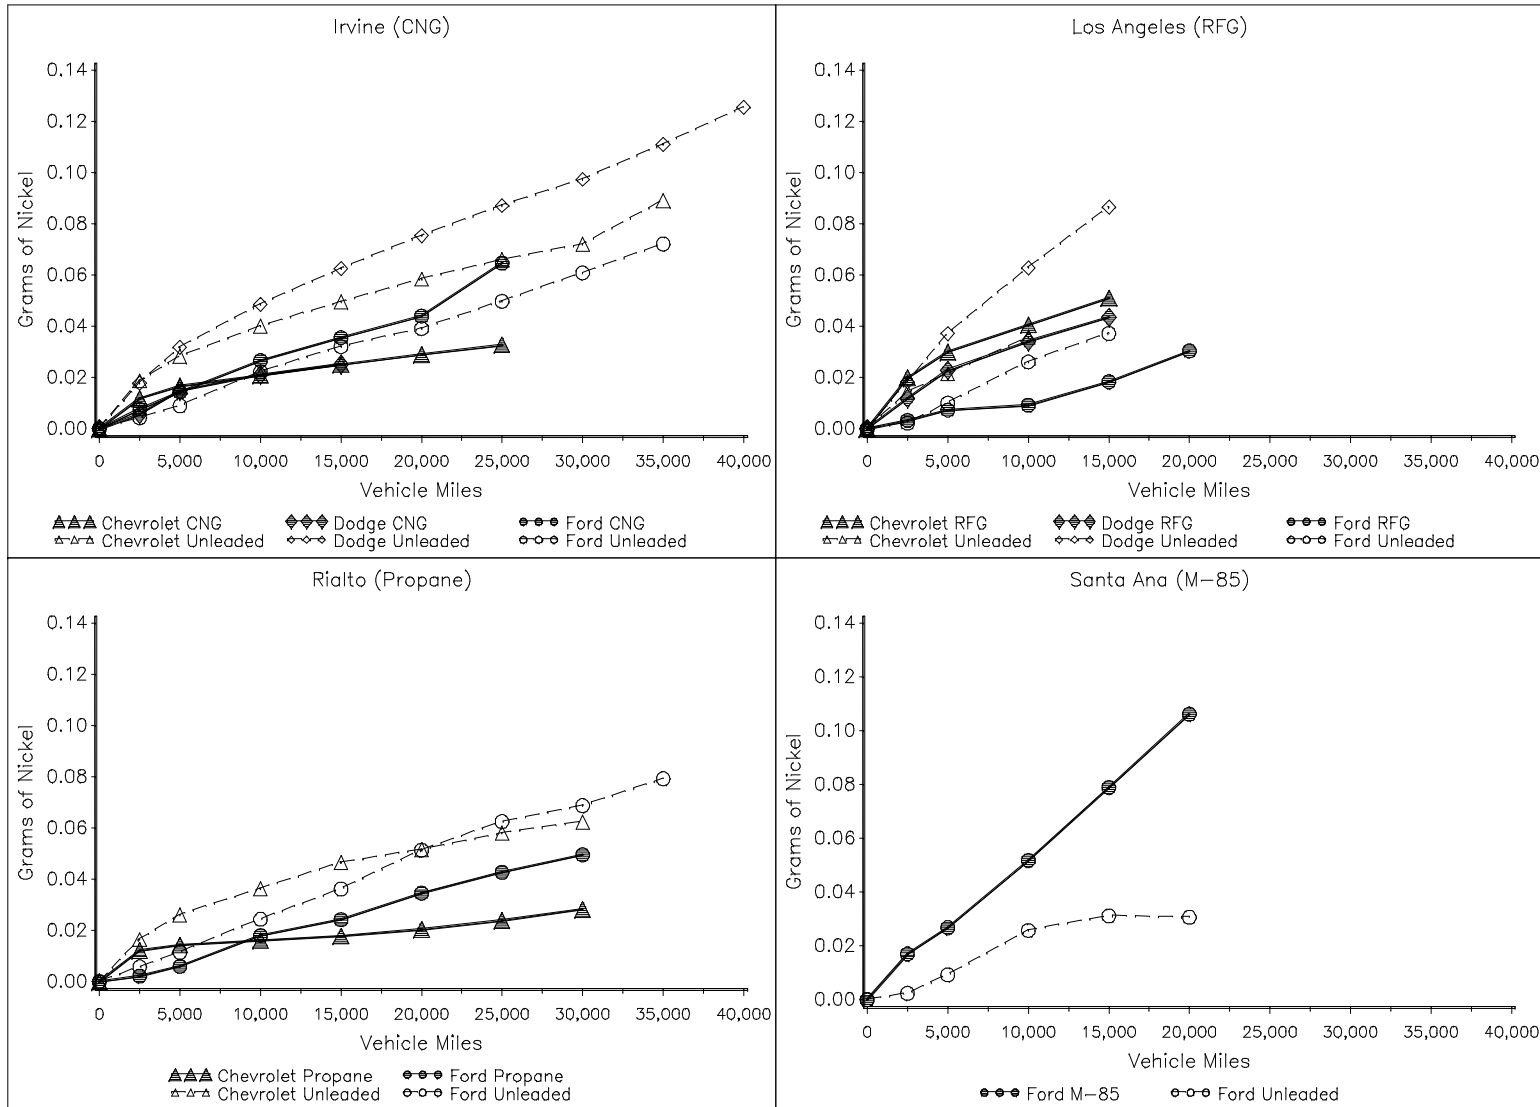 Irvine (CNG)
Grams of Nickel
0.14
0.12
0.10
0.08
0.06
0.04
0.02
0.00
0 5,000 10,000 15,000 20,000 25,000 30,000 35,000 40,000
Vehicle Miles
Chevrolet CNG Dodge CNG Ford CNG
Chevrolet Unleaded Dodge Unleaded Ford Unleaded
Los Angeles (RFG)
Grams of Nickel
0.14
0.12
0.10
0.08
0.06
0.04
0.02
0.00
0 5,000 10,000 15,000 20,000 25,000 30,000 35,000 40,000
Vehicle Miles
Chevrolet RFG Dodge RFG Ford RFG
Chevrolet Unleaded Dodge Unleaded Ford Unleaded
Rialto (Propane)
Grams of Nickel
0.14
0.12
0.10
0.08
0.06
0.04
0.02
0.00
0 5,000 10,000 15,000 20,000 25,000 30,000 35,000 40,000
Vehicle Miles
Chevrolet Propane Ford Propane
Chevrolet Unleaded Ford Unleaded
Santa Ana (M-85)
Grams of Nickel
0.14
0.12
0.10
0.08
0.06
0.04
0.02
0.00
0 5,000 10,000 15,000 20,000 25,000 30,000 35,000 40,000
Vehicle Miles
Ford M-85 Ford Unleaded